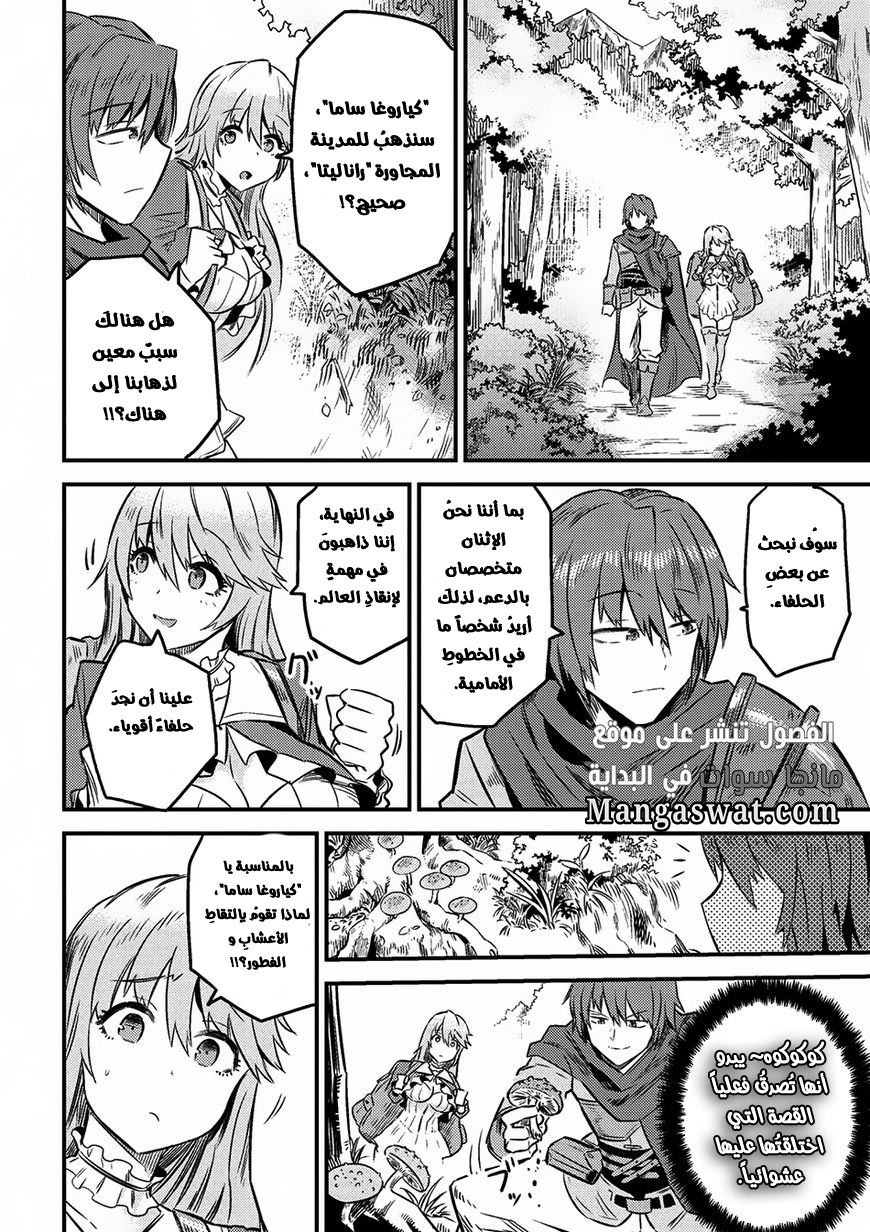 "كياروغا ساما"،
سنذهبُ للمدينة
المجاورة "راناليتا"،
صحيح؟!
هل هنالكَ
سببٌ معين
لذهابنا إلى
هناك؟!!
سوفُ نبحث
عن بعضِ
الحلفاء.
بما أننا نحنُ
الإثنان
متخصصان
بالدعم، لذلكَ
أريدُ شخصاً ما
في الخطوطِ
الأمامية.
في النهاية،
إننا ذاهبونَ
في مهمةٍ
لإنقاذِ العالم.
علينا أن نجدَ
حلفاءً أقوياء.
الفصول تنشر على موقع
مانجا سوات في البداية
Mangaswat.com
كوكوكوه~ يبدو
أنها تُصدقُ فعلياً
القصة التي
اختلقتُها عليها
عشوائياً.
بالمناسبة يا
"كياروغا ساما"،
لماذا تقومُ بإلتقاطِ
الأعشابِ و
الفطور؟!!